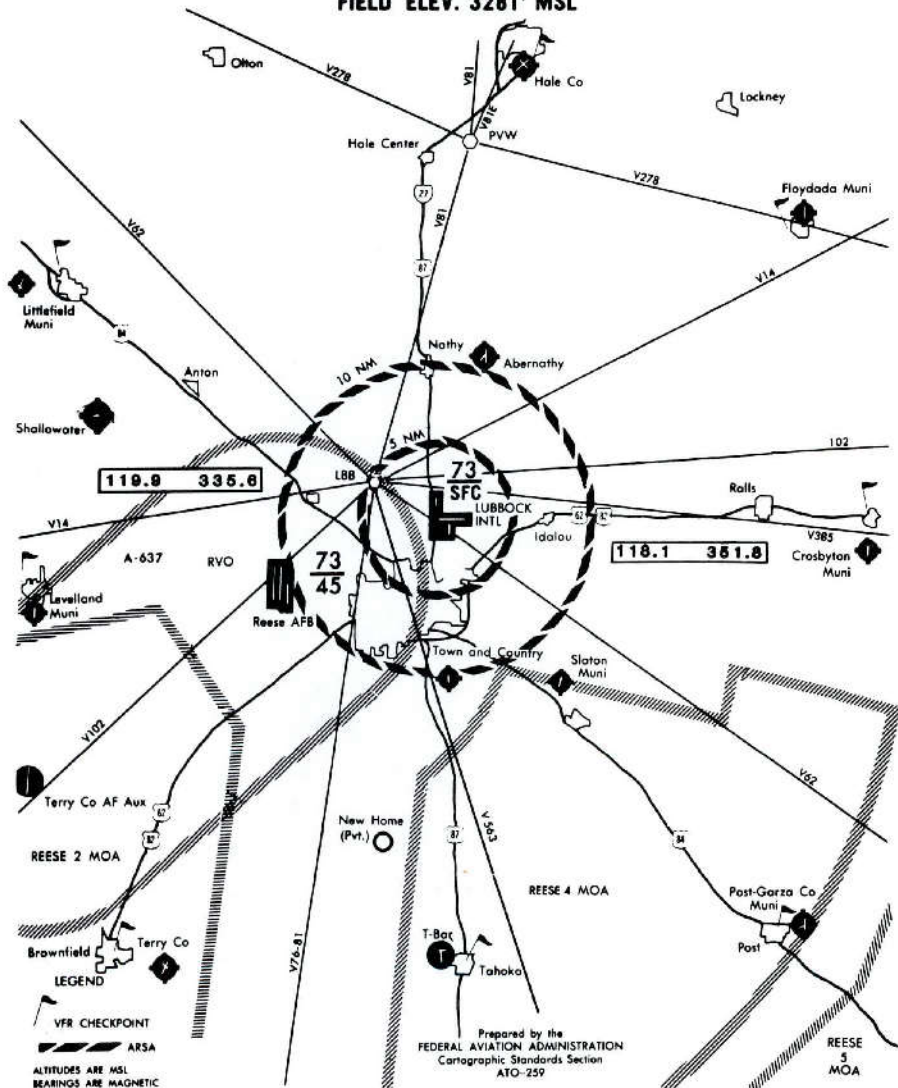 FIELD ELEV. 3281' MSL
Olton
V278
V81
V81E
Hale Co
Lockney
PVW
Hale Center
27
V278
Floydada Muni
V81
V62
87
V14
Littlefield
Muni
84
Nathy
Abernathy
10 NM
Anton
Shallowater
5 NM
LBB
73
SFC
102
119.9 335.6
LUBBOCK
INTL
Ralls
62
82
V14
Idalou
V385
A-637
RVO
73
45
118.1 351.8
Crosbyton
Muni
Levelland
Muni
Reese AFB
Town and Country
Slaton
Muni
V102
V62
Terry Co AF Aux
62
82
New Home
(Pvt.)
87
V 563
84
REESE 2 MOA
REESE 4 MOA
Post-Garza Co
Muni
V76-81
T-Bar
Post
Brownfield
Terry Co
Tahoka
LEGEND
VFR CHECKPOINT
ARSA
ALTITUDES ARE MSL
BEARINGS ARE MAGNETIC
Prepared by the
FEDERAL AVIATION ADMINISTRATION
Cartographic Standards Section
ATO-259
REESE
5
MOA